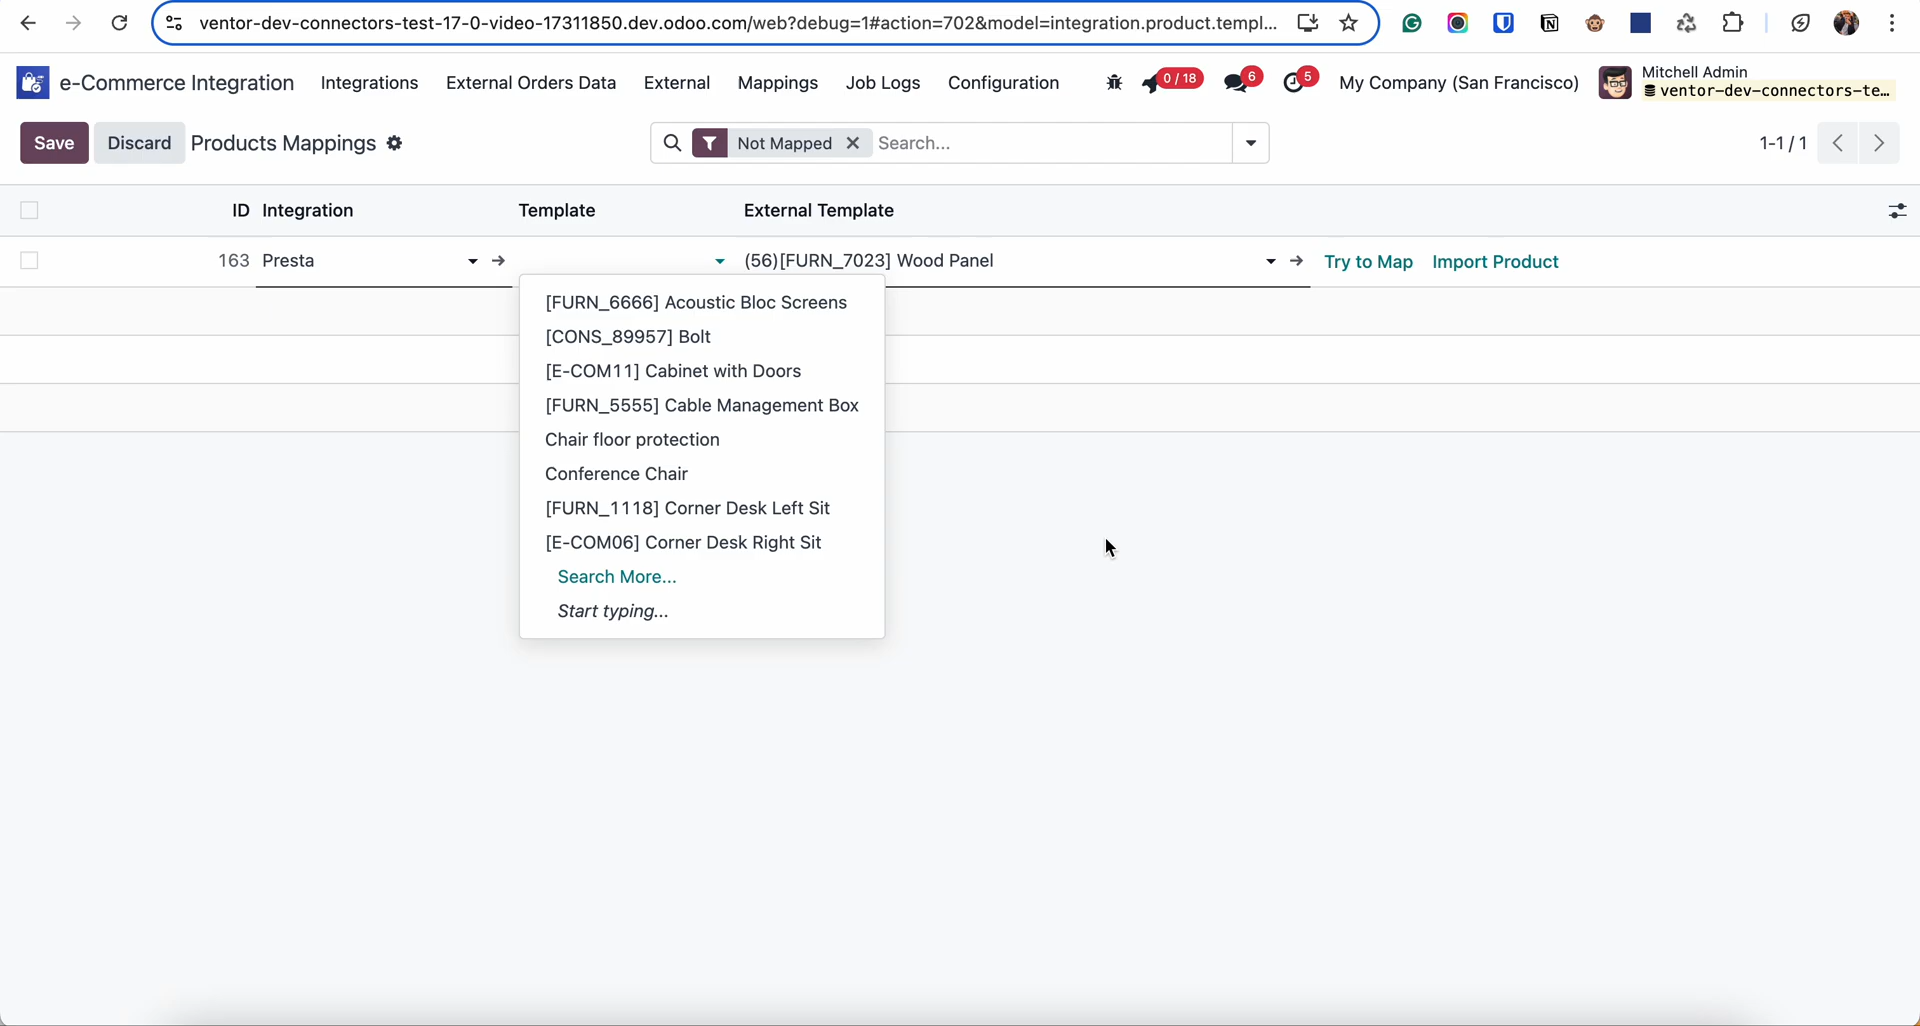 ventor-dev-connectors-test-17-0-video-17311850.dev.odoo.com/web?debug=1#action=702&model=integration.product.templ...
e-Commerce Integration Integrations External Orders Data External Mappings Job Logs Configuration 0 / 18 6 5 My Company (San Francisco) Mitchell Admin
ventor-dev-connectors-te...
Save Discard Products Mappings Not Mapped Search... 1-1 / 1
ID Integration Template External Template
163 Presta (56)[FURN_7023] Wood Panel Try to Map Import Product
[FURN_6666] Acoustic Bloc Screens
[CONS_89957] Bolt
[E-COM11] Cabinet with Doors
[FURN_5555] Cable Management Box
Chair floor protection
Conference Chair
[FURN_1118] Corner Desk Left Sit
[E-COM06] Corner Desk Right Sit
Search More...
Start typing...